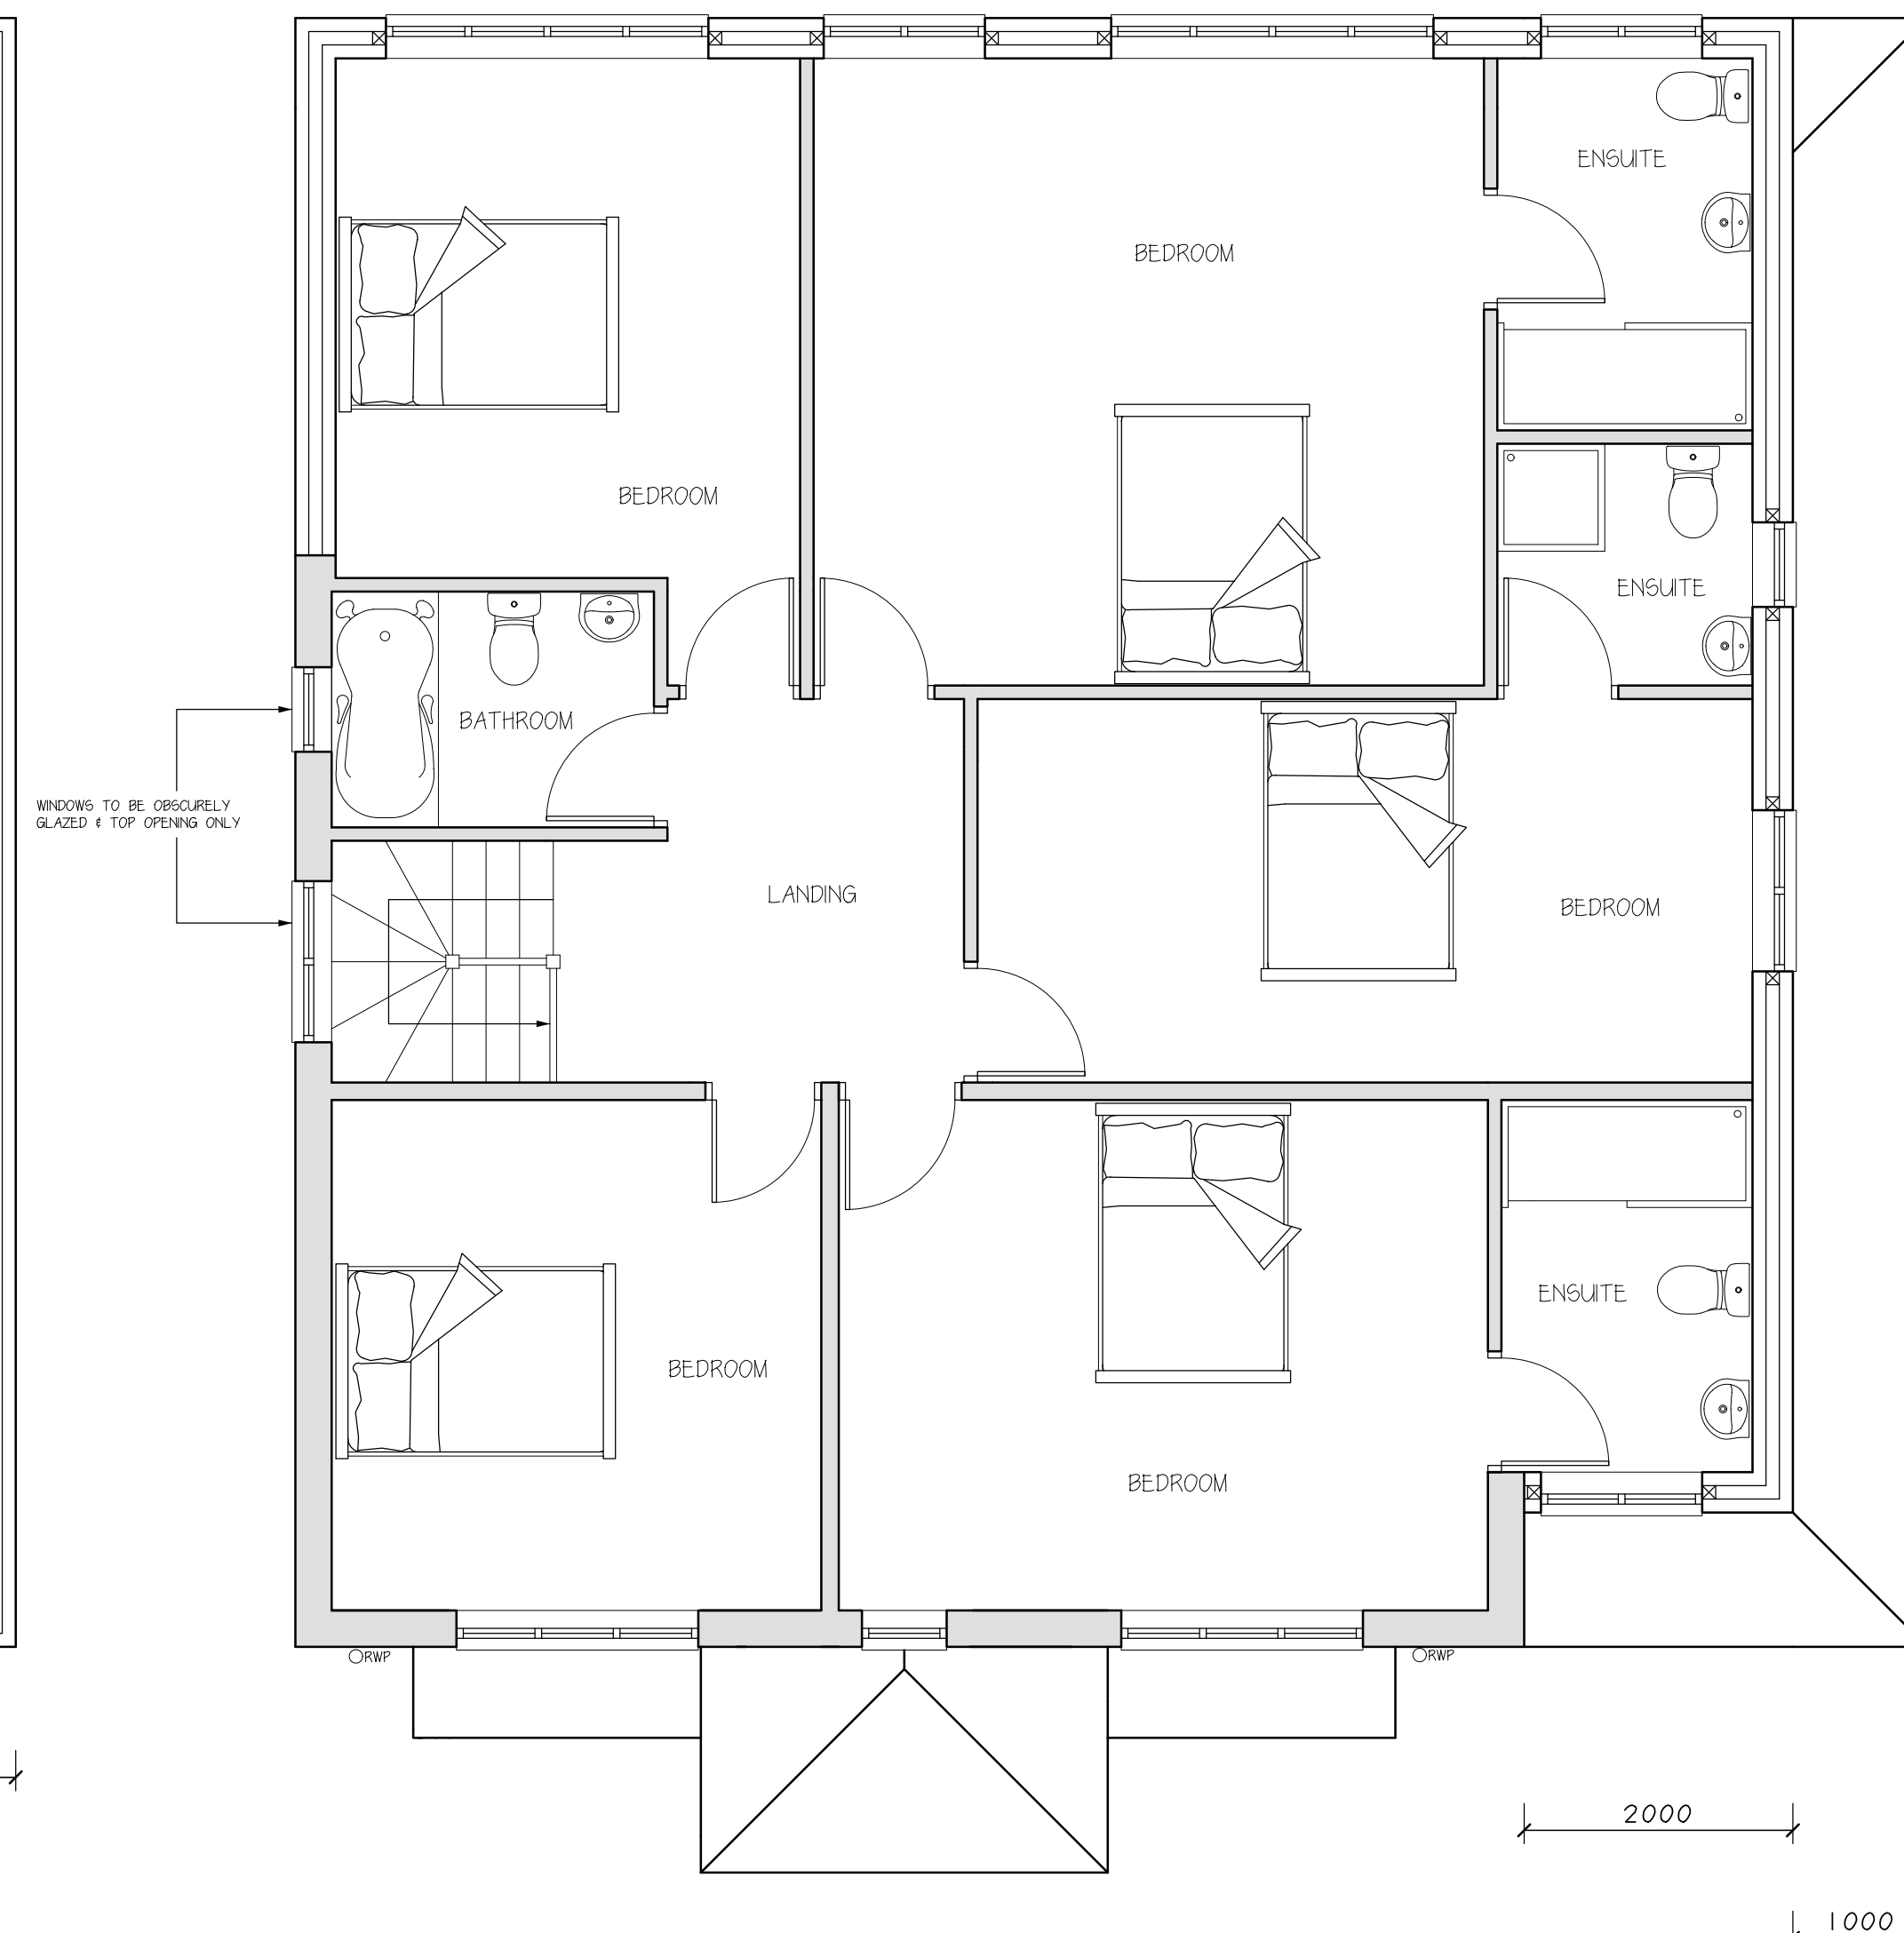 ENSUITE
BEDROOM
BEDROOM
ENSUITE
BATHROOM
WINDOWS TO BE OBSCURELY
GLAZED & TOP OPENING ONLY
LANDING
BEDROOM
ENSUITE
BEDROOM
BEDROOM
RWP
RWP
2000
1000